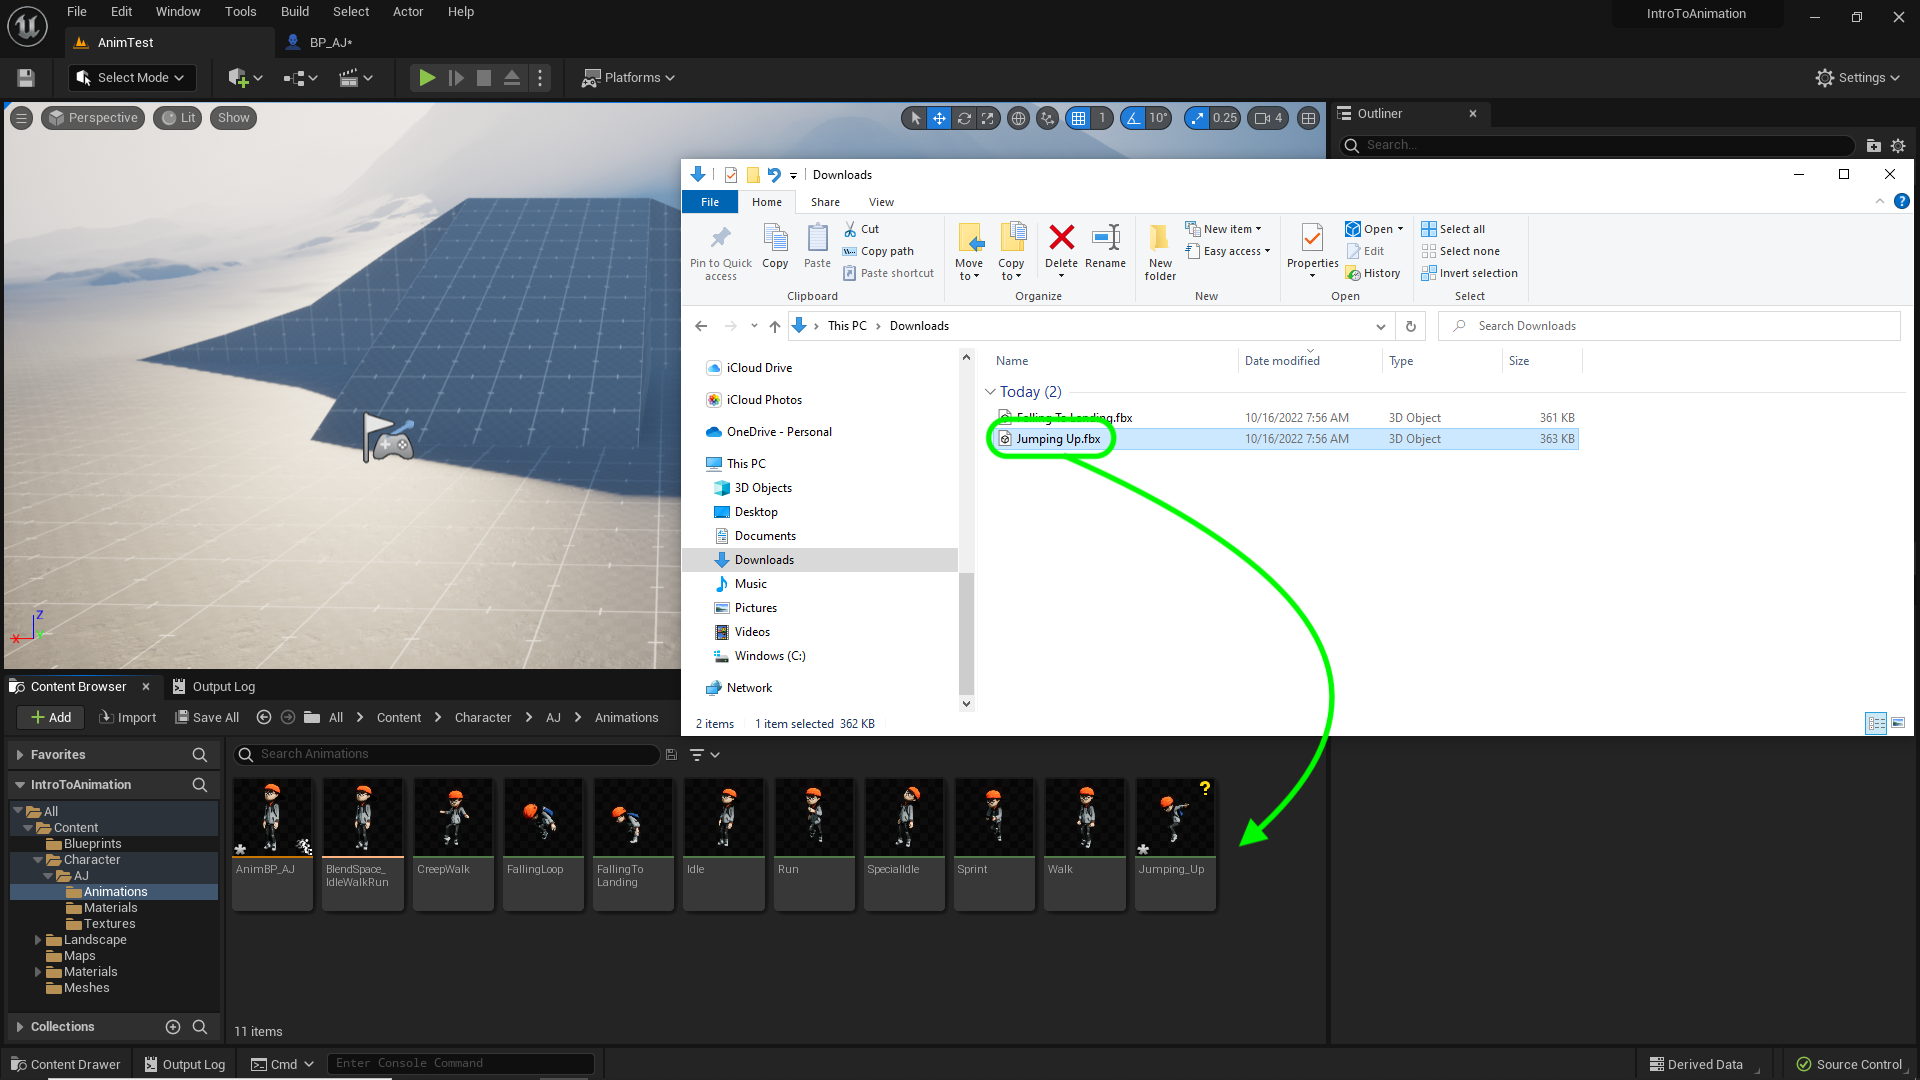 File Edit Window Tools Build Select Actor Help
IntroToAnimation
AnimTest
BP_AJ*
Select Mode
Platforms
Settings
Perspective
Lit
Show
1
10°
0.25
4
Outliner
Search...
Downloads
File Home Share View
Pin to Quick access
Copy
Paste
Cut
Copy path
Paste shortcut
Clipboard
Move to
Copy to
Delete
Rename
Organize
New folder
New item
Easy access
New
Properties
Open
Edit
History
Open
Select all
Select none
Invert selection
Select
This PC > Downloads
Search Downloads
iCloud Drive
iCloud Photos
OneDrive - Personal
This PC
3D Objects
Desktop
Documents
Downloads
Music
Pictures
Videos
Windows (C:)
Network
Name Date modified Type Size
Today (2)
Falling To Landing.fbx 10/16/2022 7:56 AM 3D Object 361 KB
Jumping Up.fbx 10/16/2022 7:56 AM 3D Object 363 KB
2 items 1 item selected 362 KB
Z
X
Y
Content Browser
Output Log
Add
Import
Save All
All > Content > Character > AJ > Animations
Favorites
IntroToAnimation
All
Content
Blueprints
Character
AJ
Animations
Materials
Textures
Landscape
Maps
Materials
Meshes
Collections
Search Animations
?
AnimBP_AJ
BlendSpace_
IdleWalkRun
CreepWalk
FallingLoop
FallingTo
Landing
Idle
Run
SpecialIdle
Sprint
Walk
Jumping_Up
11 items
Content Drawer
Output Log
Cmd
Enter Console Command
Derived Data
Source Control